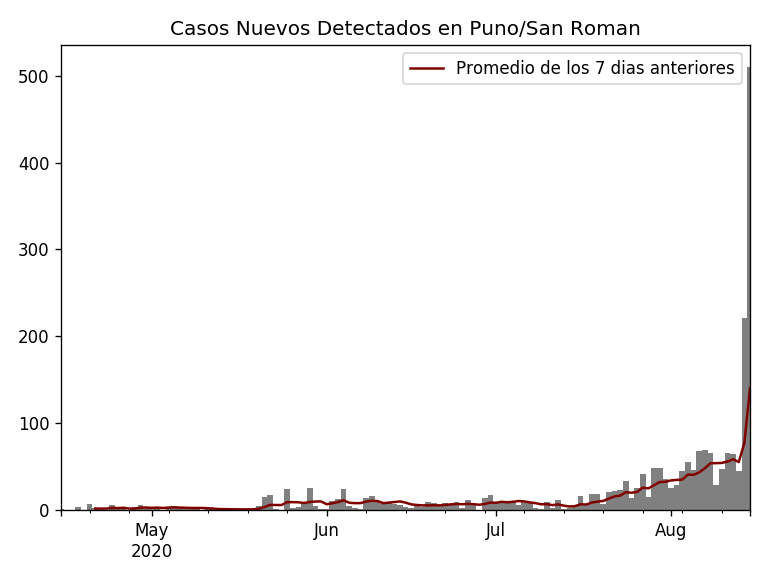 Casos Nuevos Detectados en Puno/San Roman
Promedio de los 7 dias anteriores
500
400
300
200
100
0
May Jun Jul Aug
2020